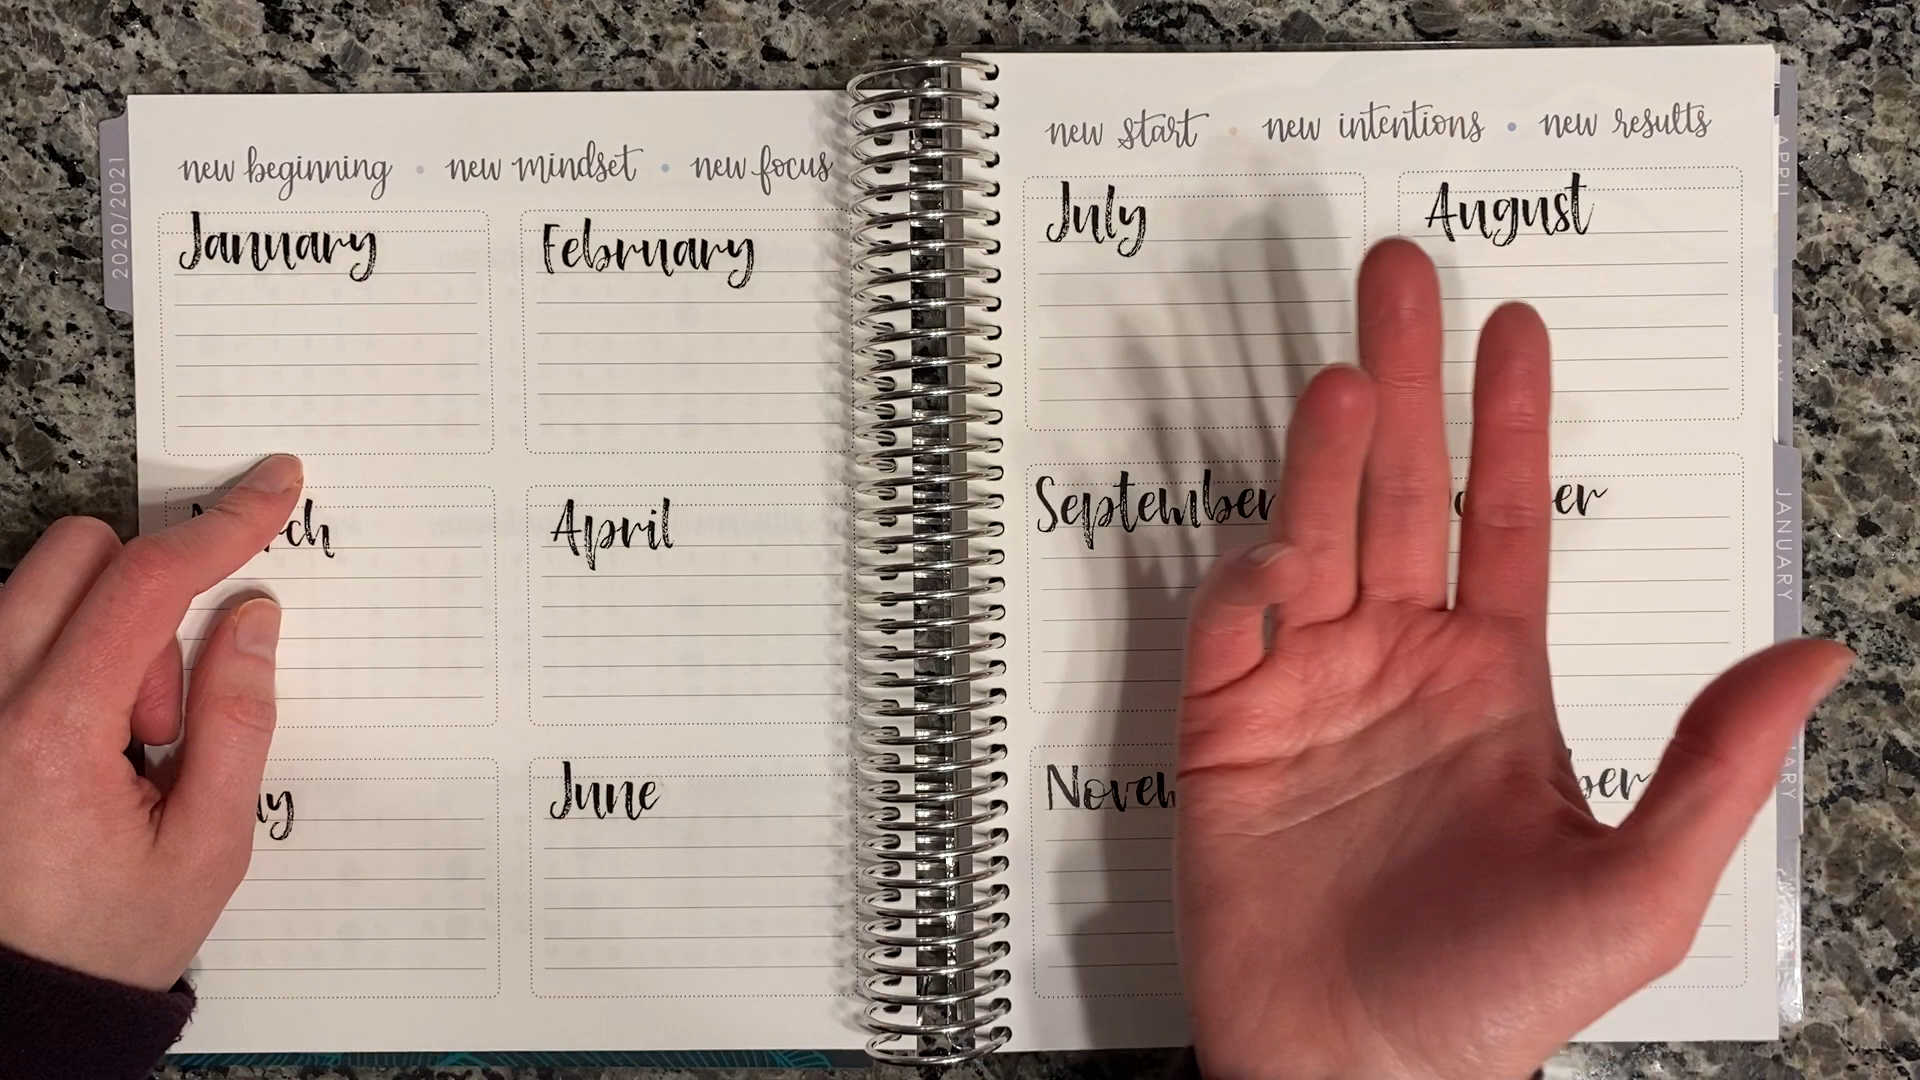 new beginning • new mindset • new focus
January
February
April
June
2020/2021
new start • new intentions • new results
July
August
September
APRIL
MAY
JANUARY